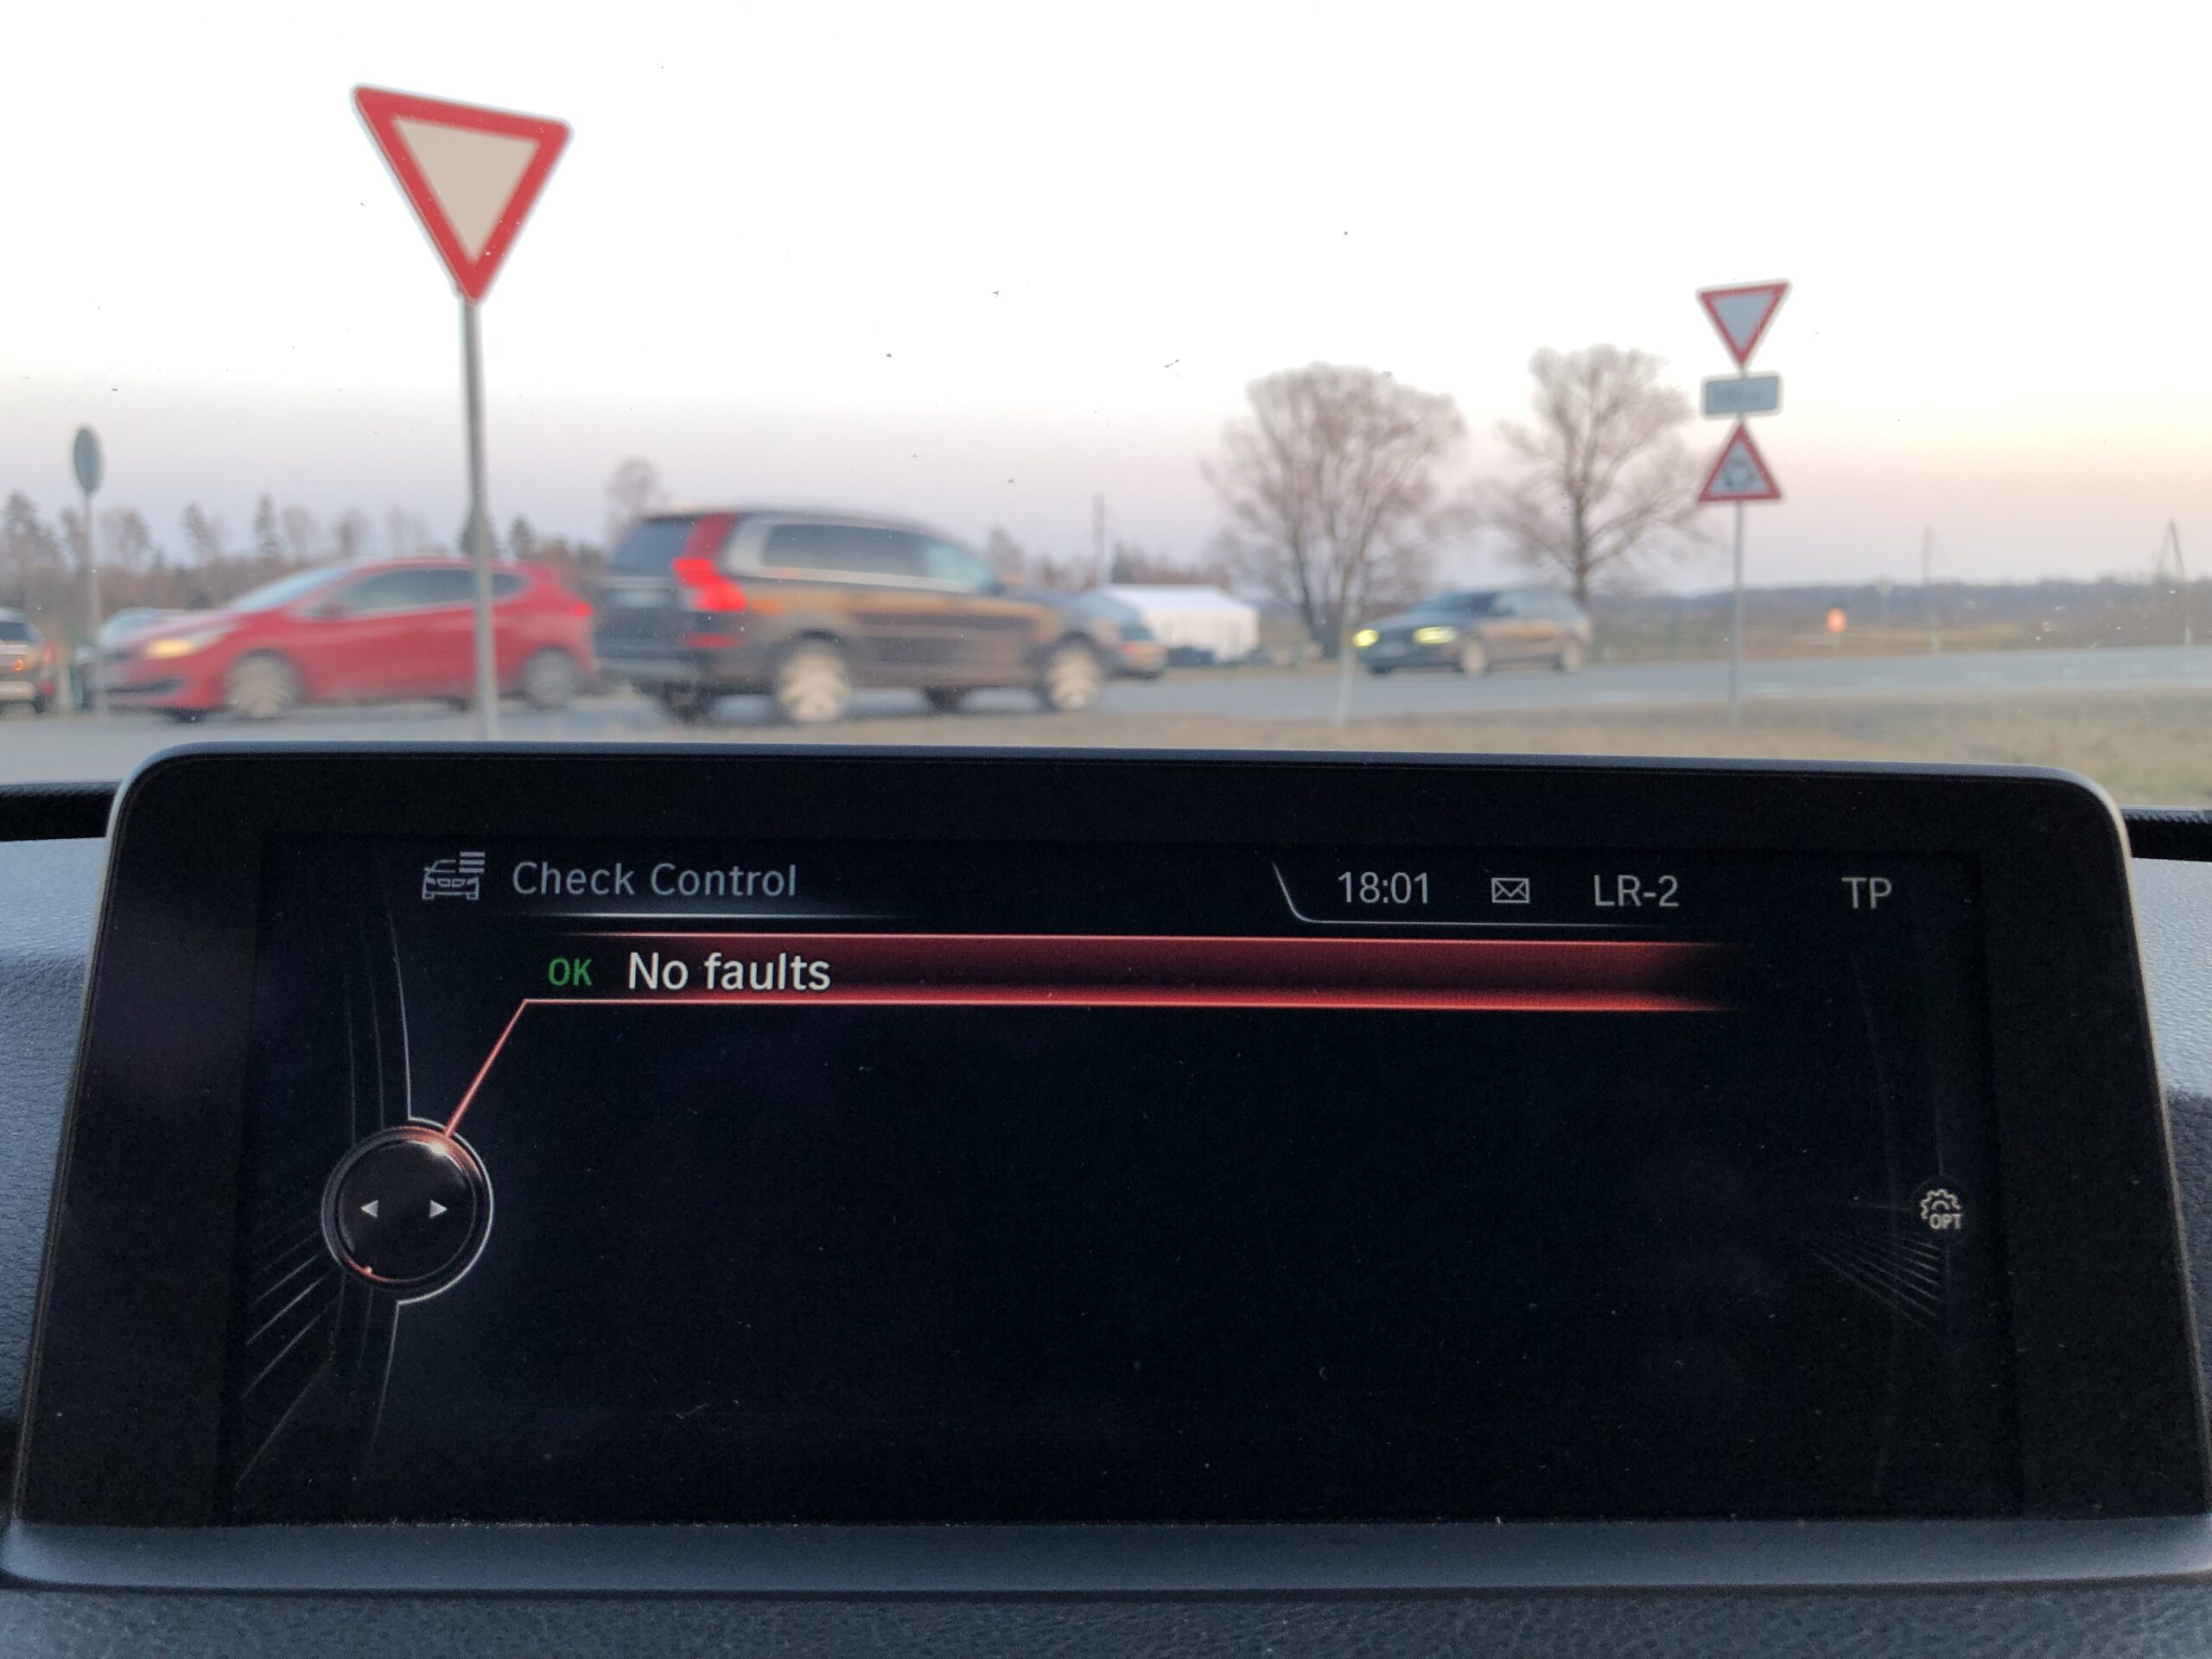 Check Control
18:01 LR-2 TP
OK No faults
OPT